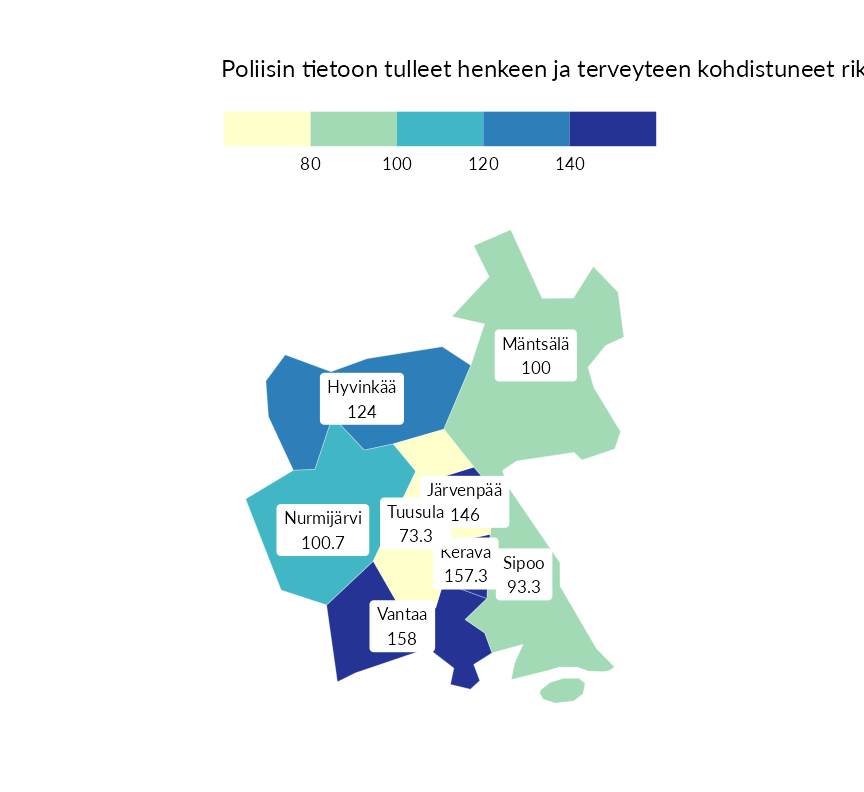 Poliisin tietoon tulleet henkeen ja terveyteen kohdistuneet rik
80 100 120 140
Mäntsälä
100
Hyvinkää
124
Järvenpää
146
Tuusula
73.3
Nurmijärvi
100.7
Kerava
157.3
Sipoo
93.3
Vantaa
158